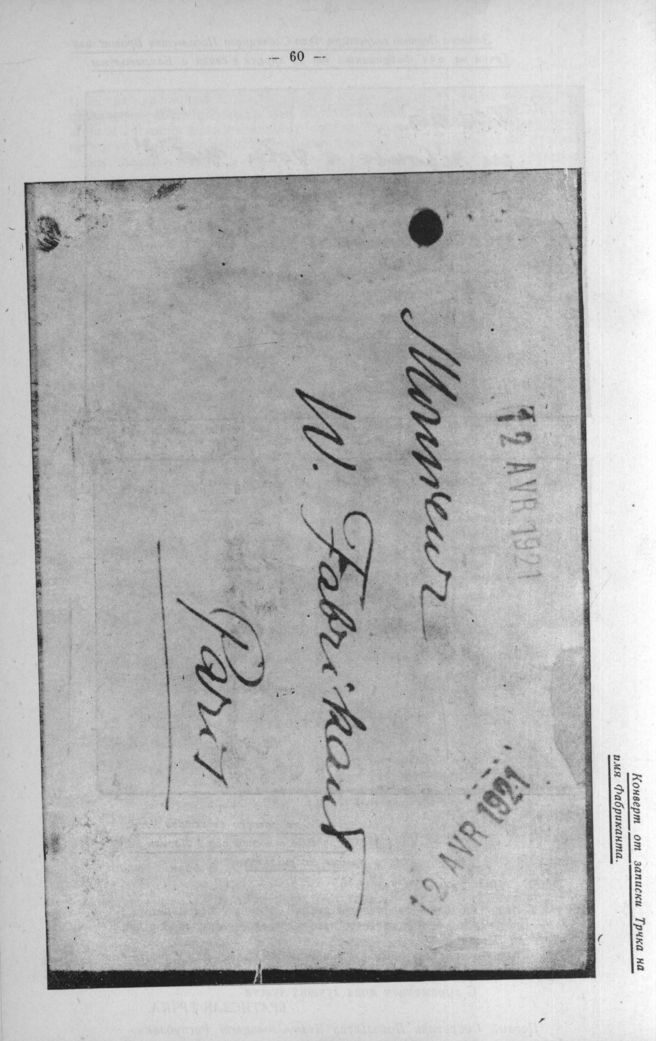 — 60 —
12 AVR 1921
Monsieur
W. Fabrikant
Paris
12 AVR 1921
Конверт от записки Трчка на
имя Фабриканта.